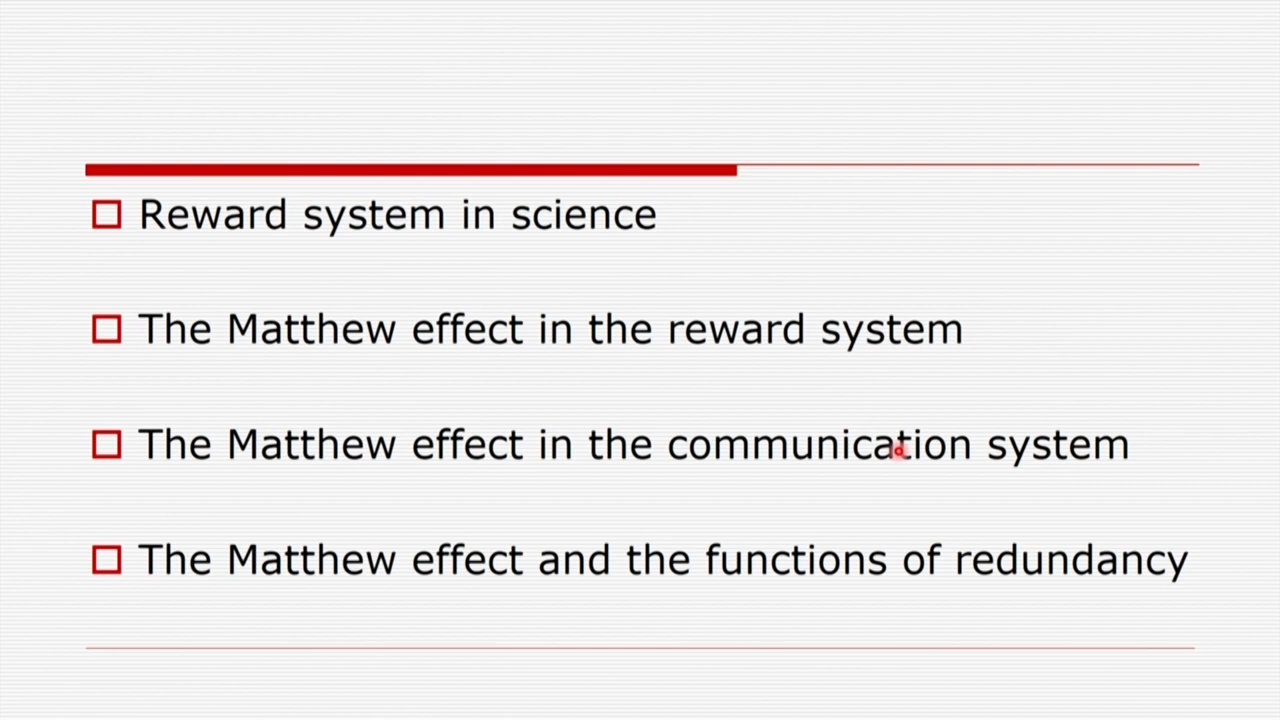 Reward system in science
The Matthew effect in the reward system
The Matthew effect in the communication system
The Matthew effect and the functions of redundancy